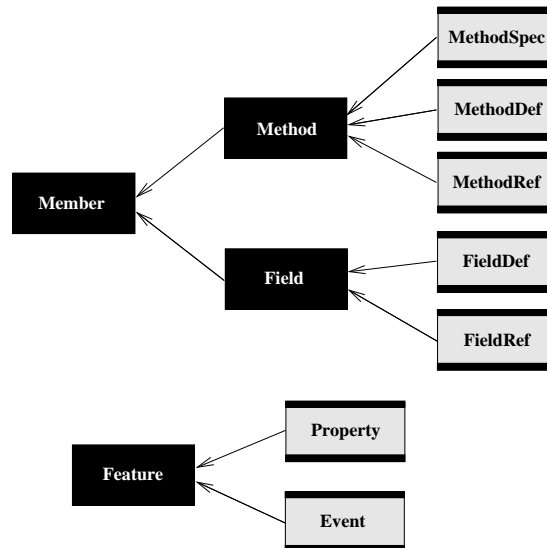 MethodSpec
Method
MethodDef
MethodRef
Member
Field
FieldDef
FieldRef
Property
Feature
Event